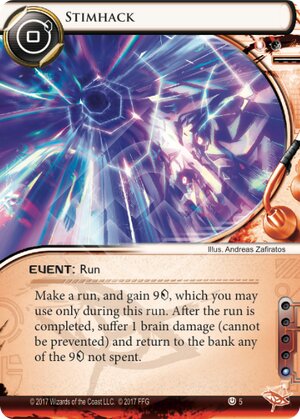 STIMHACK
0
Illus. Andreas Zafiratos
EVENT: Run
Make a run, and gain 9, which you may
use only during this run. After the run is
completed, suffer 1 brain damage (cannot
be prevented) and return to the bank any
of the 9 not spent.
© 2017 Wizards of the Coast LLC. © 2017 FFG 5